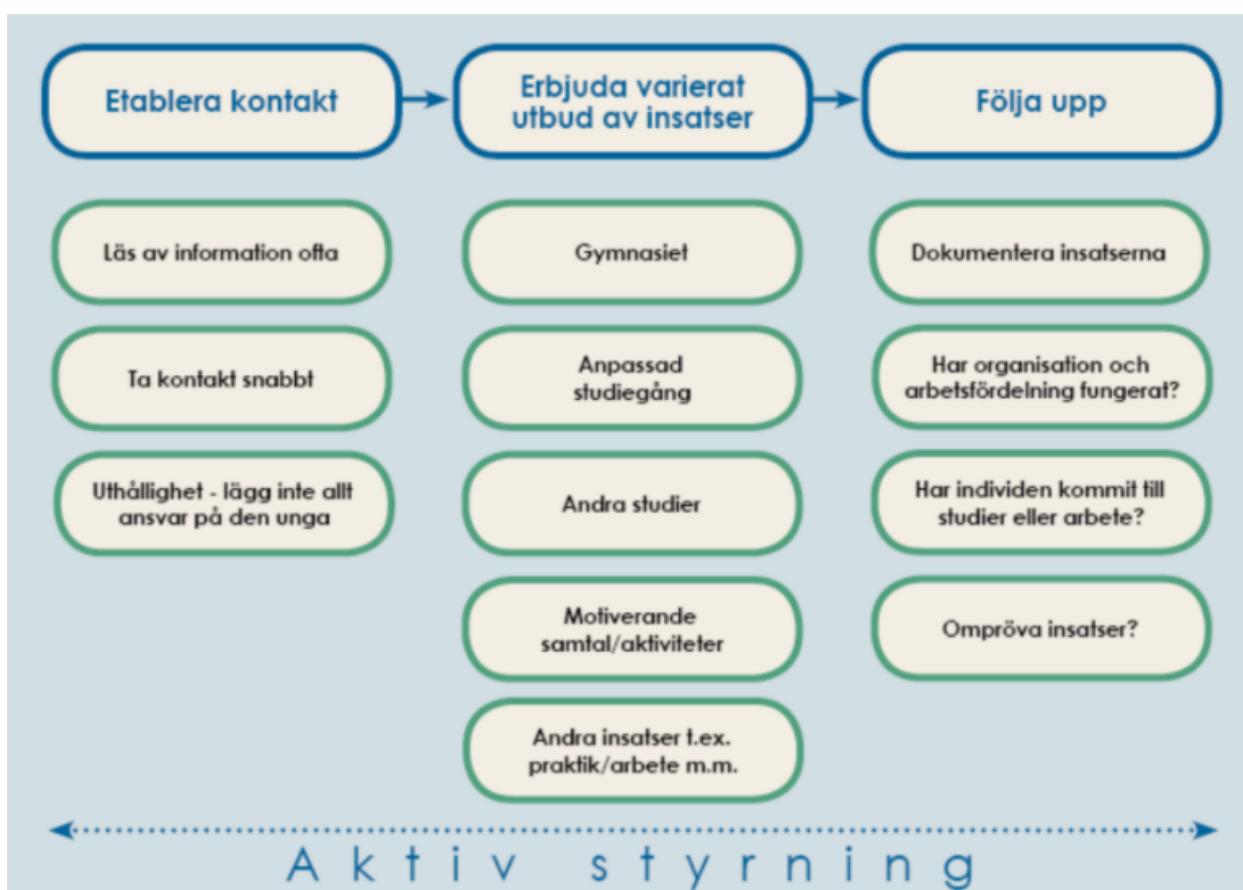 Etablera kontakt
Erbjuda varierat
utbud av insatser
Följa upp
Läs av information ofta
Ta kontakt snabbt
Uthållighet - lägg inte allt
ansvar på den unga
Gymnasiet
Anpassad
studiegång
Andra studier
Motiverande
samtal/aktiviteter
Andra insatser t.ex.
praktik/arbete m.m.
Dokumentera insatserna
Har organisation och
arbetsfördelning fungerat?
Har individen kommit till
studier eller arbete?
Ompröva insatser?
Aktiv styrning